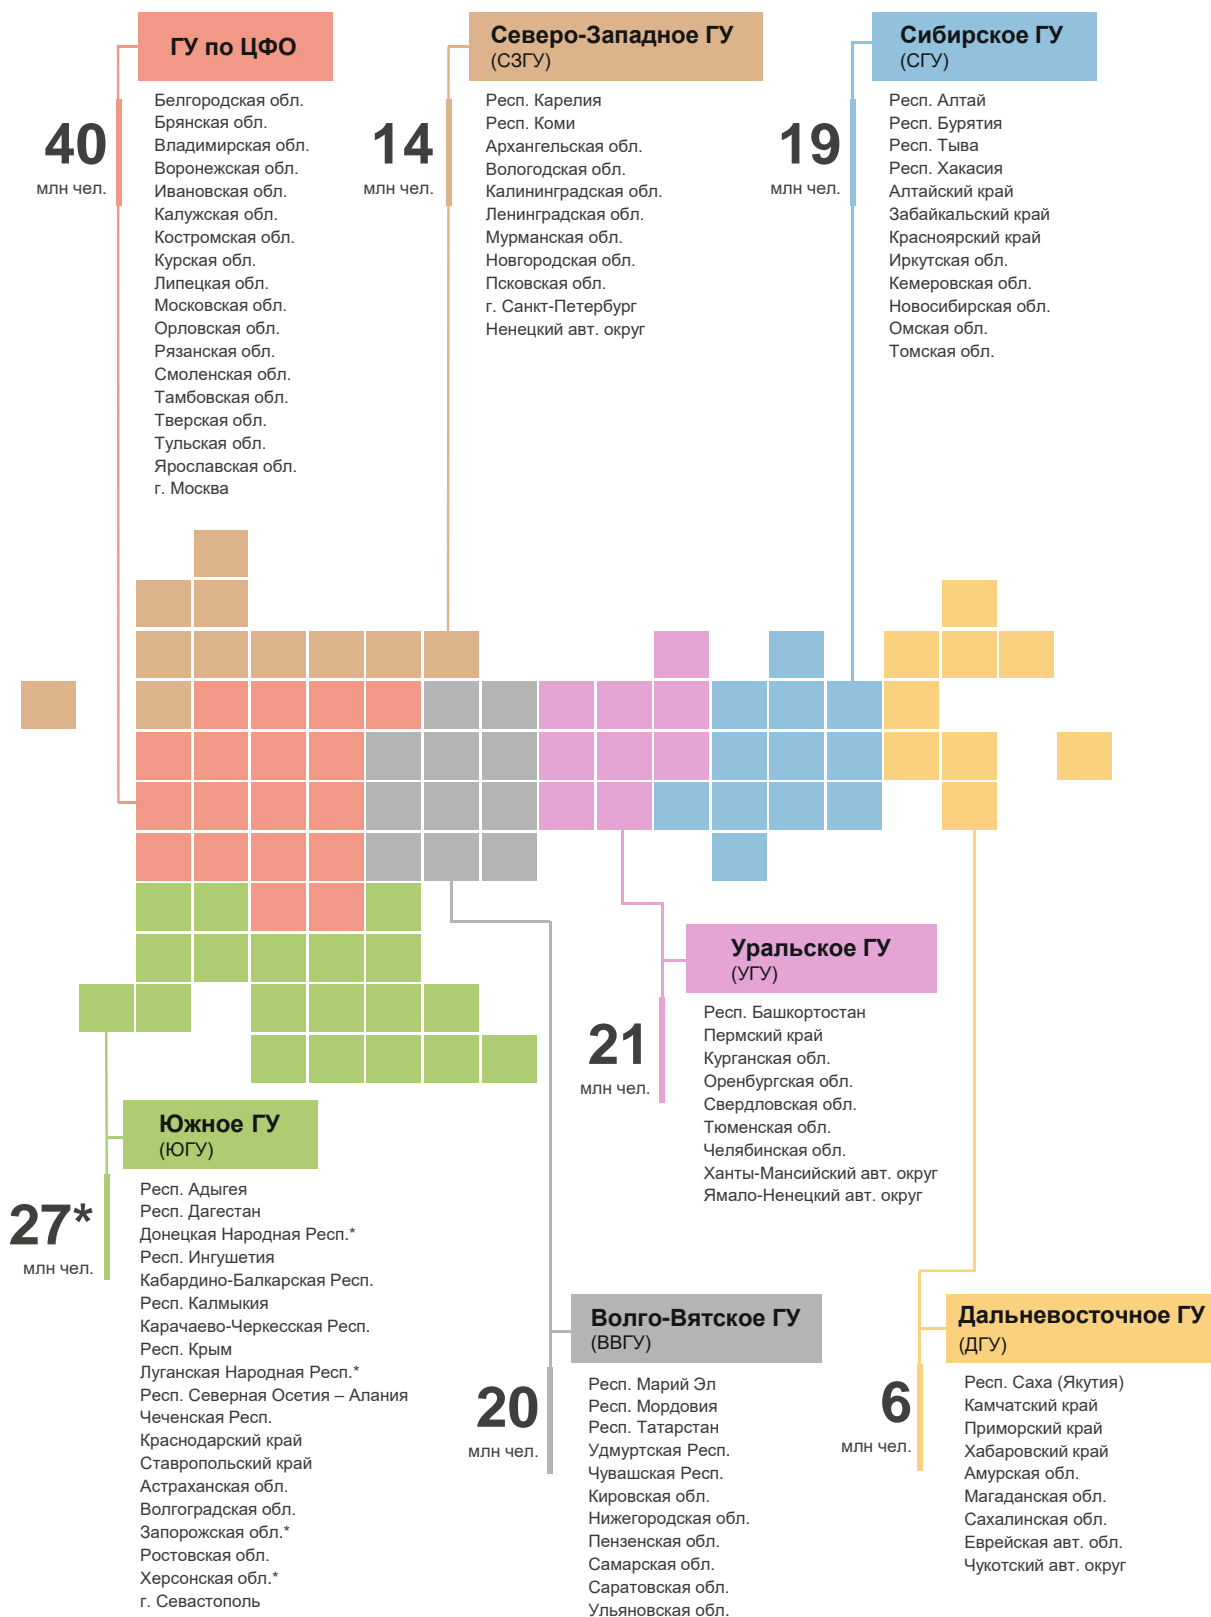 ГУ по ЦФО
40
млн чел.
Белгородская обл.
Брянская обл.
Владимирская обл.
Воронежская обл.
Ивановская обл.
Калужская обл.
Костромская обл.
Курская обл.
Липецкая обл.
Московская обл.
Орловская обл.
Рязанская обл.
Смоленская обл.
Тамбовская обл.
Тверская обл.
Тульская обл.
Ярославская обл.
г. Москва
Северо-Западное ГУ
(СЗГУ)
14
млн чел.
Респ. Карелия
Респ. Коми
Архангельская обл.
Вологодская обл.
Калининградская обл.
Ленинградская обл.
Мурманская обл.
Новгородская обл.
Псковская обл.
г. Санкт-Петербург
Ненецкий авт. округ
Сибирское ГУ
(СГУ)
19
млн чел.
Респ. Алтай
Респ. Бурятия
Респ. Тыва
Респ. Хакасия
Алтайский край
Забайкальский край
Красноярский край
Иркутская обл.
Кемеровская обл.
Новосибирская обл.
Омская обл.
Томская обл.
Уральское ГУ
(УГУ)
21
млн чел.
Респ. Башкортостан
Пермский край
Курганская обл.
Оренбургская обл.
Свердловская обл.
Тюменская обл.
Челябинская обл.
Ханты-Мансийский авт. округ
Ямало-Ненецкий авт. округ
Южное ГУ
(ЮГУ)
27*
млн чел.
Респ. Адыгея
Респ. Дагестан
Донецкая Народная Респ.*
Респ. Ингушетия
Кабардино-Балкарская Респ.
Респ. Калмыкия
Карачаево-Черкесская Респ.
Респ. Крым
Луганская Народная Респ.*
Респ. Северная Осетия – Алания
Чеченская Респ.
Краснодарский край
Ставропольский край
Астраханская обл.
Волгоградская обл.
Запорожская обл.*
Ростовская обл.
Херсонская обл.*
г. Севастополь
Волго-Вятское ГУ
(ВВГУ)
20
млн чел.
Респ. Марий Эл
Респ. Мордовия
Респ. Татарстан
Удмуртская Респ.
Чувашская Респ.
Кировская обл.
Нижегородская обл.
Пензенская обл.
Самарская обл.
Саратовская обл.
Ульяновская обл.
Дальневосточное ГУ
(ДГУ)
6
млн чел.
Респ. Саха (Якутия)
Камчатский край
Приморский край
Хабаровский край
Амурская обл.
Магаданская обл.
Сахалинская обл.
Еврейская авт. обл.
Чукотский авт. округ